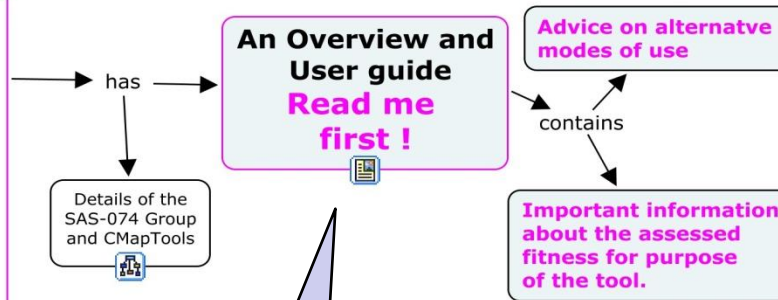 has
An Overview and
User guide
Read me
first !
Details of the
SAS-074 Group
and CMapTools
contains
Advice on alternatve
modes of use
Important information
about the assessed
fitness for purpose
of the tool.